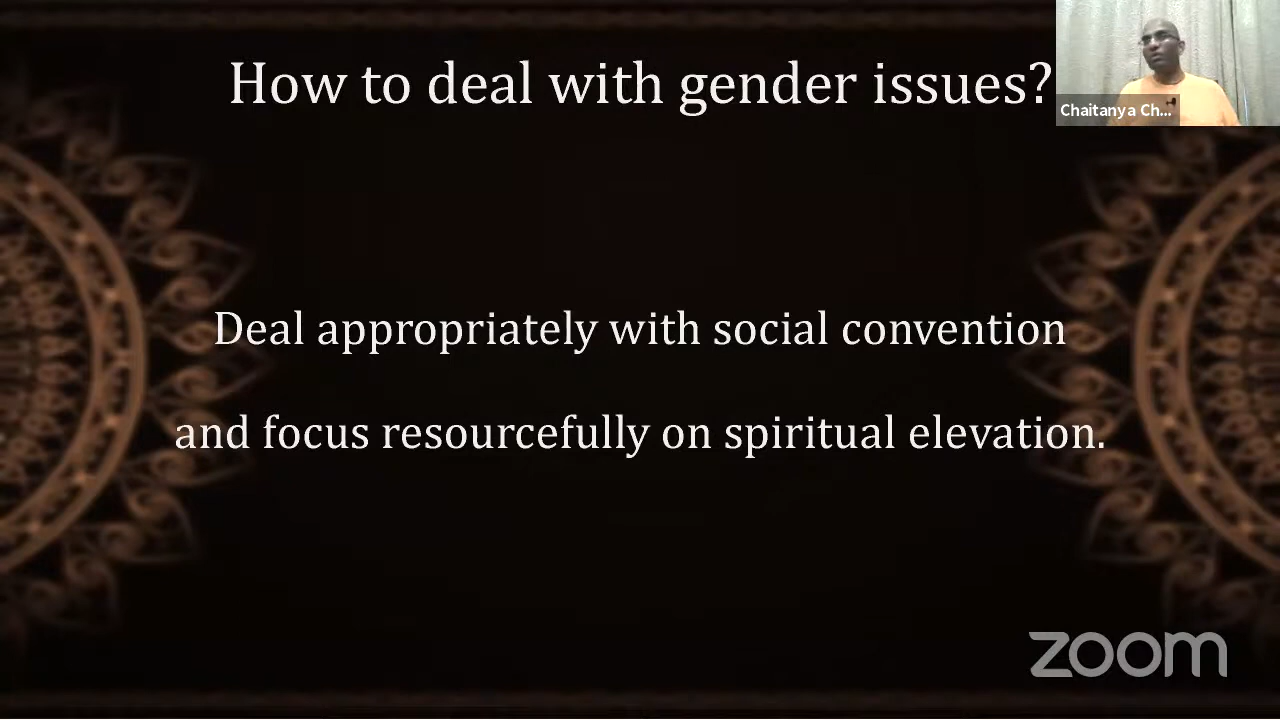 How to deal with gender issues?
Chaitanya Ch...
Deal appropriately with social convention
and focus resourcefully on spiritual elevation.
zoom